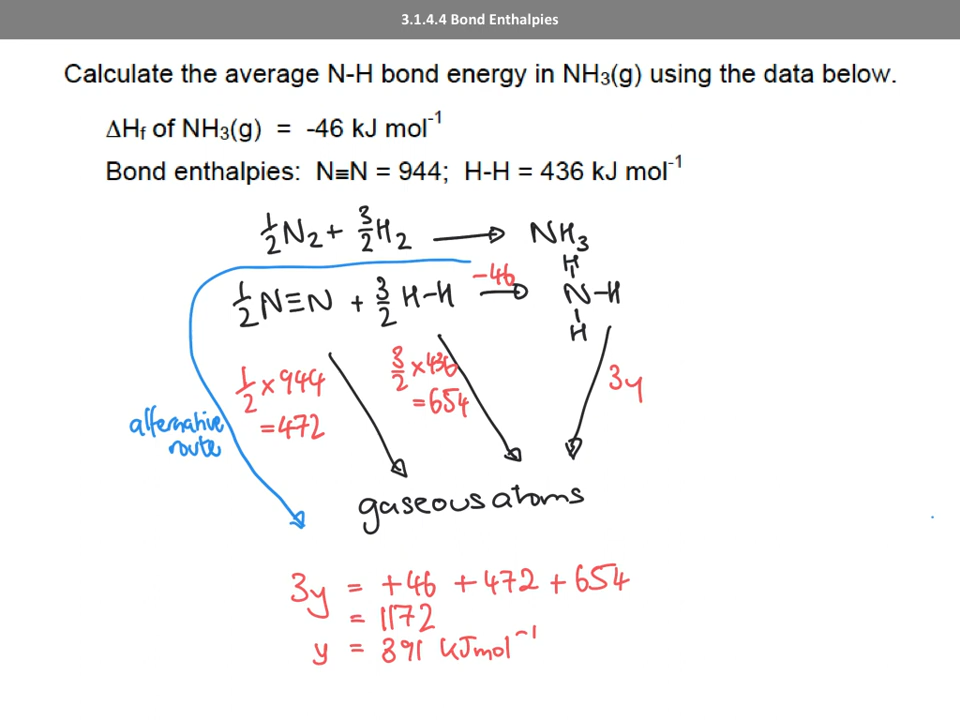 3.1.4.4 Bond Enthalpies
Calculate the average N-H bond energy in NH₃(g) using the data below.
ΔHf of NH₃(g) = -46 kJ mol⁻¹
Bond enthalpies: N≡N = 944; H-H = 436 kJ mol⁻¹
½N₂ + 3/2H₂ → NH₃
H
½N≡N + 3/2 H-H → N-H
-46
H
½ × 944
= 472
3/2 × 436
= 654
3y
alternative
route
gaseous atoms
3y = +46 + 472 + 654
= 1172
y = 391 kJmol⁻¹